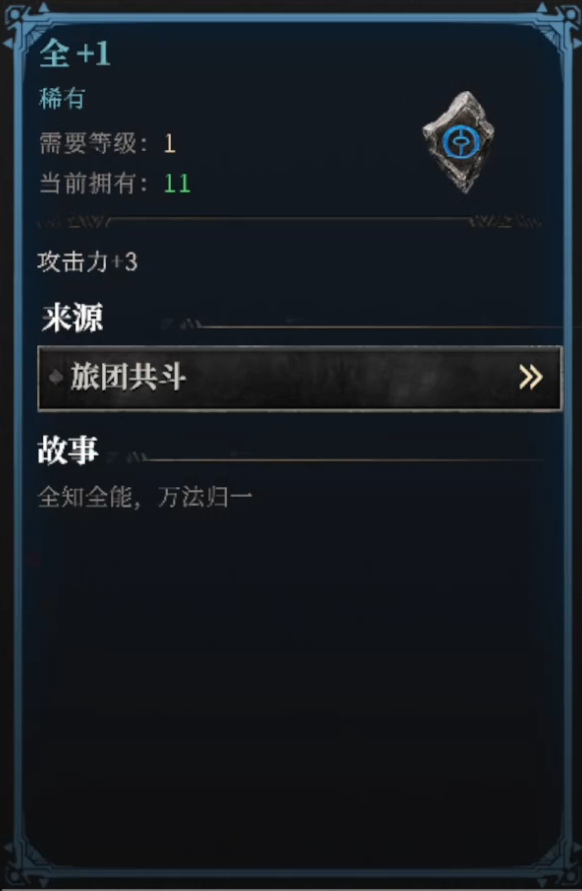 全+1
稀有
需要等级：1
当前拥有：11
攻击力+3
来源
旅团共斗
故事
全知全能，万法归一